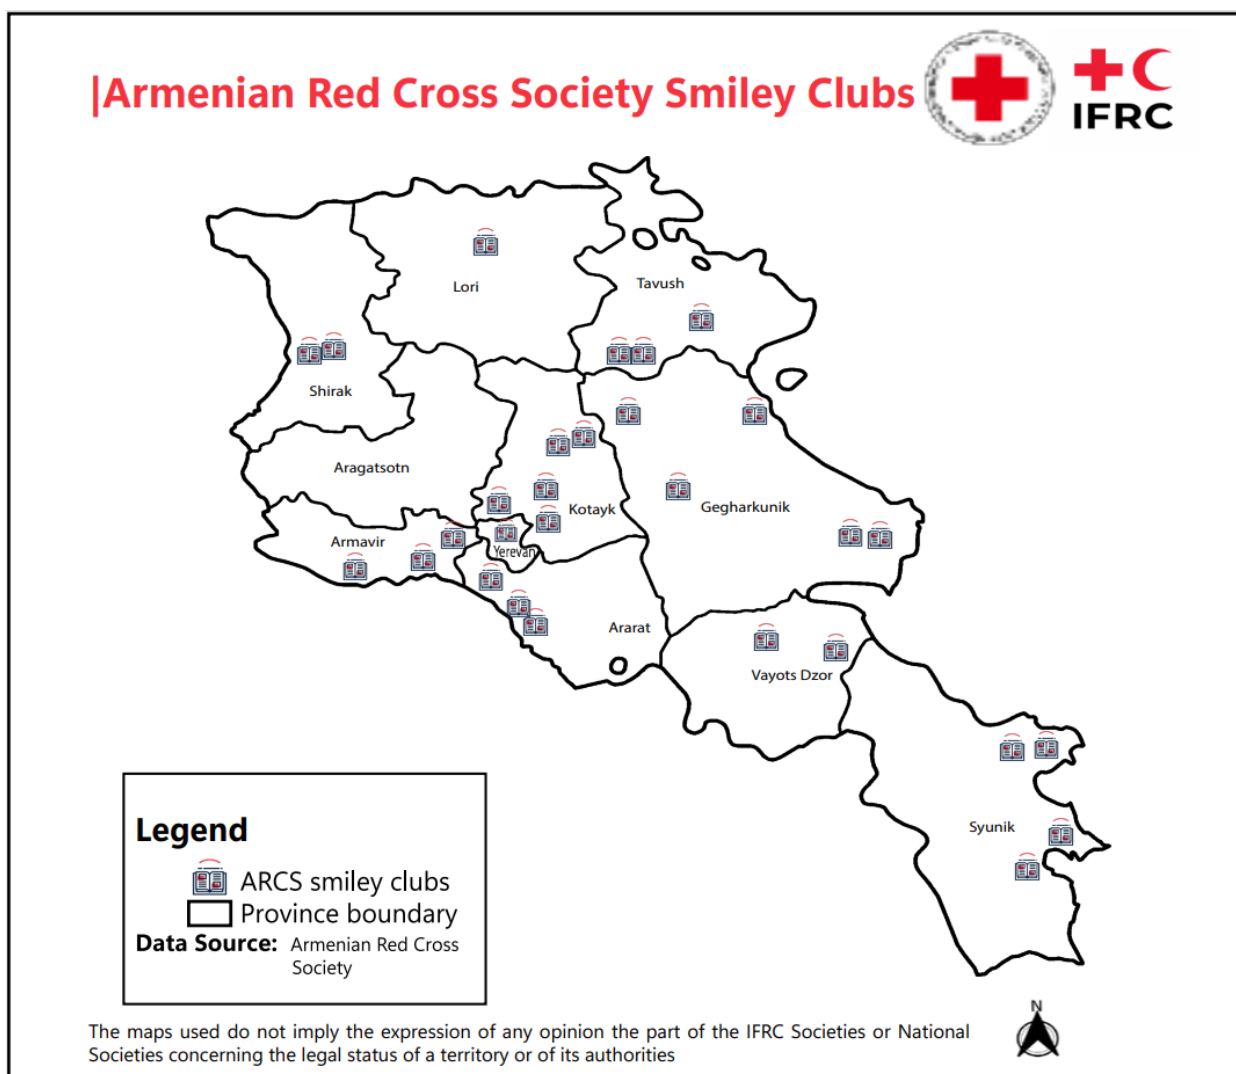 |Armenian Red Cross Society Smiley Clubs
IFRC
Lori
Tavush
Shirak
Aragatsotn
Kotayk
Gegharkunik
Armavir
Yerevan
Ararat
Vayots Dzor
Syunik
Legend
ARCS smiley clubs
Province boundary
Data Source: Armenian Red Cross
Society
N
The maps used do not imply the expression of any opinion the part of the IFRC Societies or National
Societies concerning the legal status of a territory or of its authorities